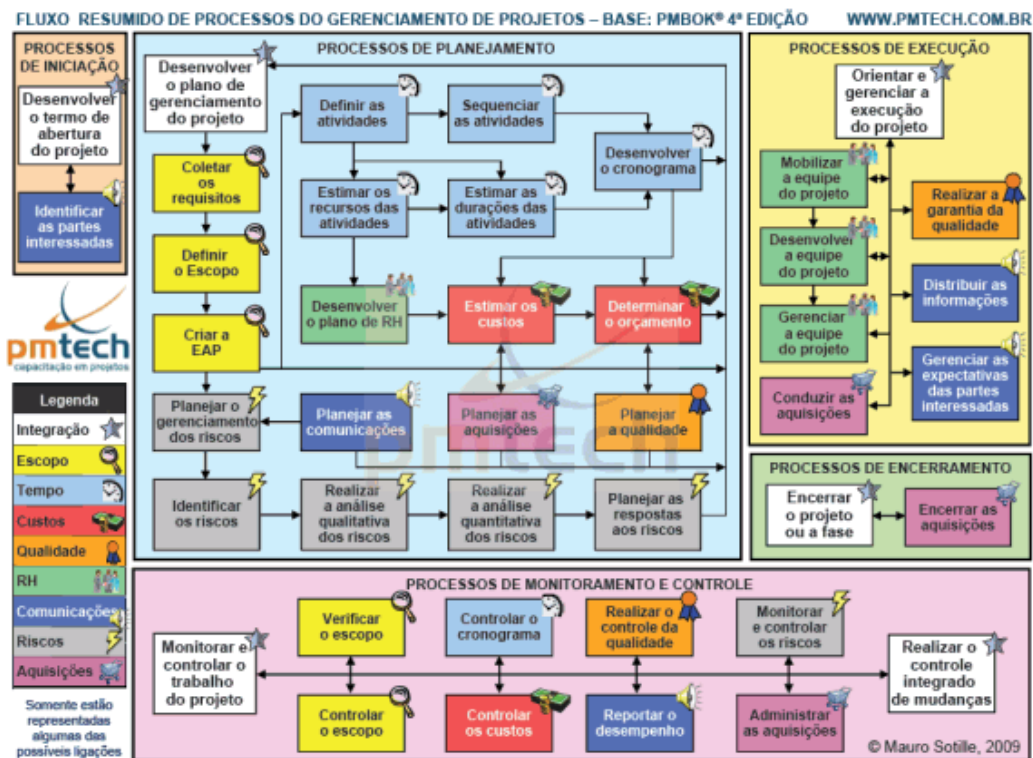 FLUXO RESUMIDO DE PROCESSOS DO GERENCIAMENTO DE PROJETOS – BASE: PMBOK® 4ª EDIÇÃO
WWW.PMTECH.COM.BR
PROCESSOS
DE INICIAÇÃO
Desenvolver
o termo de
abertura
do projeto
Identificar
as partes
interessadas
PROCESSOS DE PLANEJAMENTO
Desenvolver
o plano de
gerenciamento
do projeto
Definir as
atividades
Sequenciar
as atividades
Desenvolver
o cronograma
Coletar
os
requisitos
Estimar os
recursos das
atividades
Estimar as
durações das
atividades
Definir
o Escopo
Desenvolver
o plano de RH
Estimar os
custos
Determinar
o orçamento
Criar a
EAP
Planejar o
gerenciamento
dos riscos
Planejar as
comunicações
Planejar as
aquisições
Planejar
a qualidade
pmtech
Identificar
os riscos
Realizar
a análise
qualitativa
dos riscos
Realizar
a análise
quantitativa
dos riscos
Planejar as
respostas
aos riscos
PROCESSOS DE EXECUÇÃO
Orientar e
gerenciar a
execução
do projeto
Mobilizar
a equipe
do projeto
Realizar a
garantia da
qualidade
Desenvolver
a equipe
do projeto
Distribuir as
informações
Gerenciar
a equipe
do projeto
Gerenciar as
expectativas
das partes
interessadas
Conduzir as
aquisições
PROCESSOS DE ENCERRAMENTO
Encerrar
o projeto
ou a fase
Encerrar as
aquisições
pmtech
capacitação em projetos
Legenda
Integração
Escopo
Tempo
Custos
Qualidade
RH
Comunicações
Riscos
Aquisições
Somente estão
representadas
algumas das
possíveis ligações
PROCESSOS DE MONITORAMENTO E CONTROLE
Monitorar e
controlar o
trabalho
do projeto
Verificar
o escopo
Controlar o
cronograma
Realizar o
controle da
qualidade
Monitorar
e controlar
os riscos
Realizar o
controle
integrado
de mudanças
Controlar
o escopo
Controlar
os custos
Reportar o
desempenho
Administrar
as aquisições
© Mauro Sotille, 2009